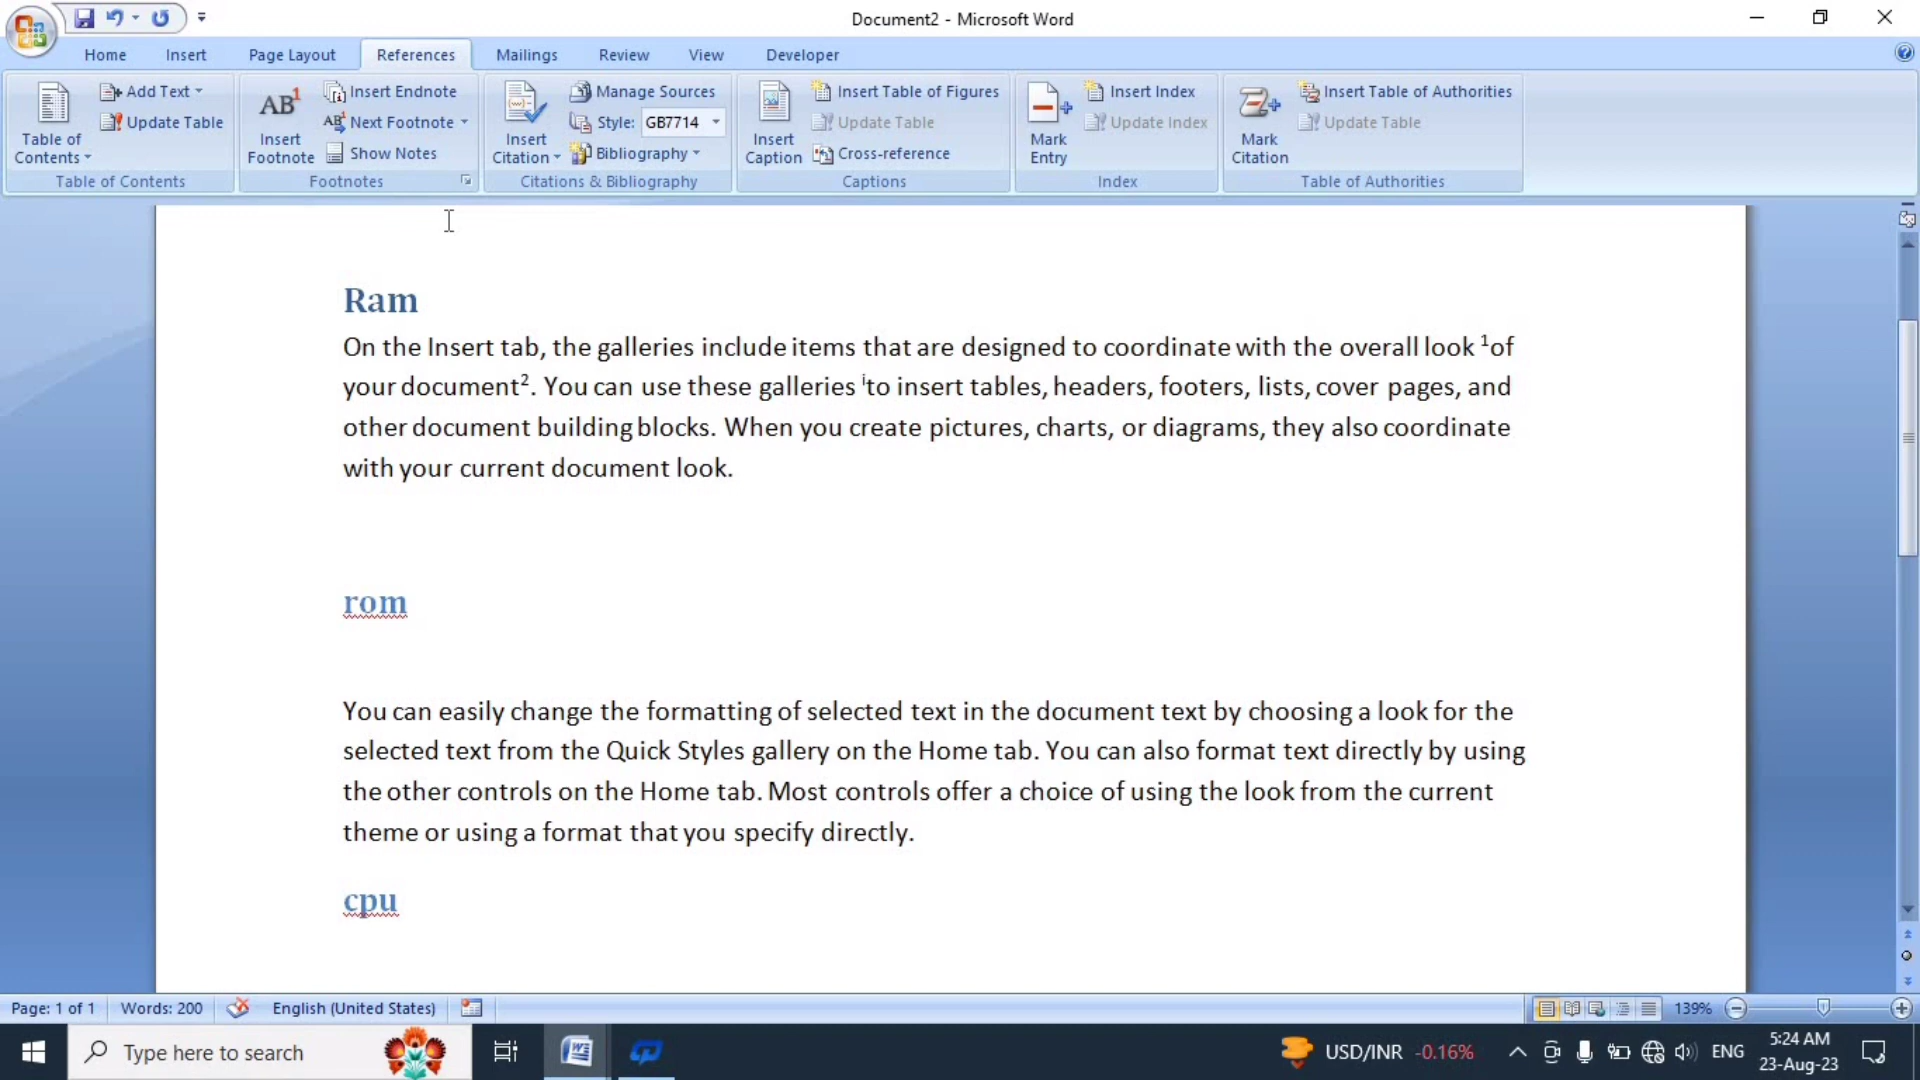 Document2 - Microsoft Word
Home Insert Page Layout References Mailings Review View Developer
Table of Contents
Add Text
Update Table
Table of Contents
AB1 Insert Footnote
Insert Endnote
AB1 Next Footnote
Show Notes
Footnotes
Insert Citation
Manage Sources
Style: GB7714
Bibliography
Citations & Bibliography
Insert Caption
Insert Table of Figures
Update Table
Cross-reference
Captions
Mark Entry
Insert Index
Update Index
Index
Mark Citation
Insert Table of Authorities
Update Table
Table of Authorities
Ram
On the Insert tab, the galleries include items that are designed to coordinate with the overall look ¹of
your document². You can use these galleries ⁱto insert tables, headers, footers, lists, cover pages, and
other document building blocks. When you create pictures, charts, or diagrams, they also coordinate
with your current document look.
rom
You can easily change the formatting of selected text in the document text by choosing a look for the
selected text from the Quick Styles gallery on the Home tab. You can also format text directly by using
the other controls on the Home tab. Most controls offer a choice of using the look from the current
theme or using a format that you specify directly.
cpu
Page: 1 of 1 Words: 200 English (United States) 139%
Type here to search USD/INR -0.16% ENG 5:24 AM
23-Aug-23